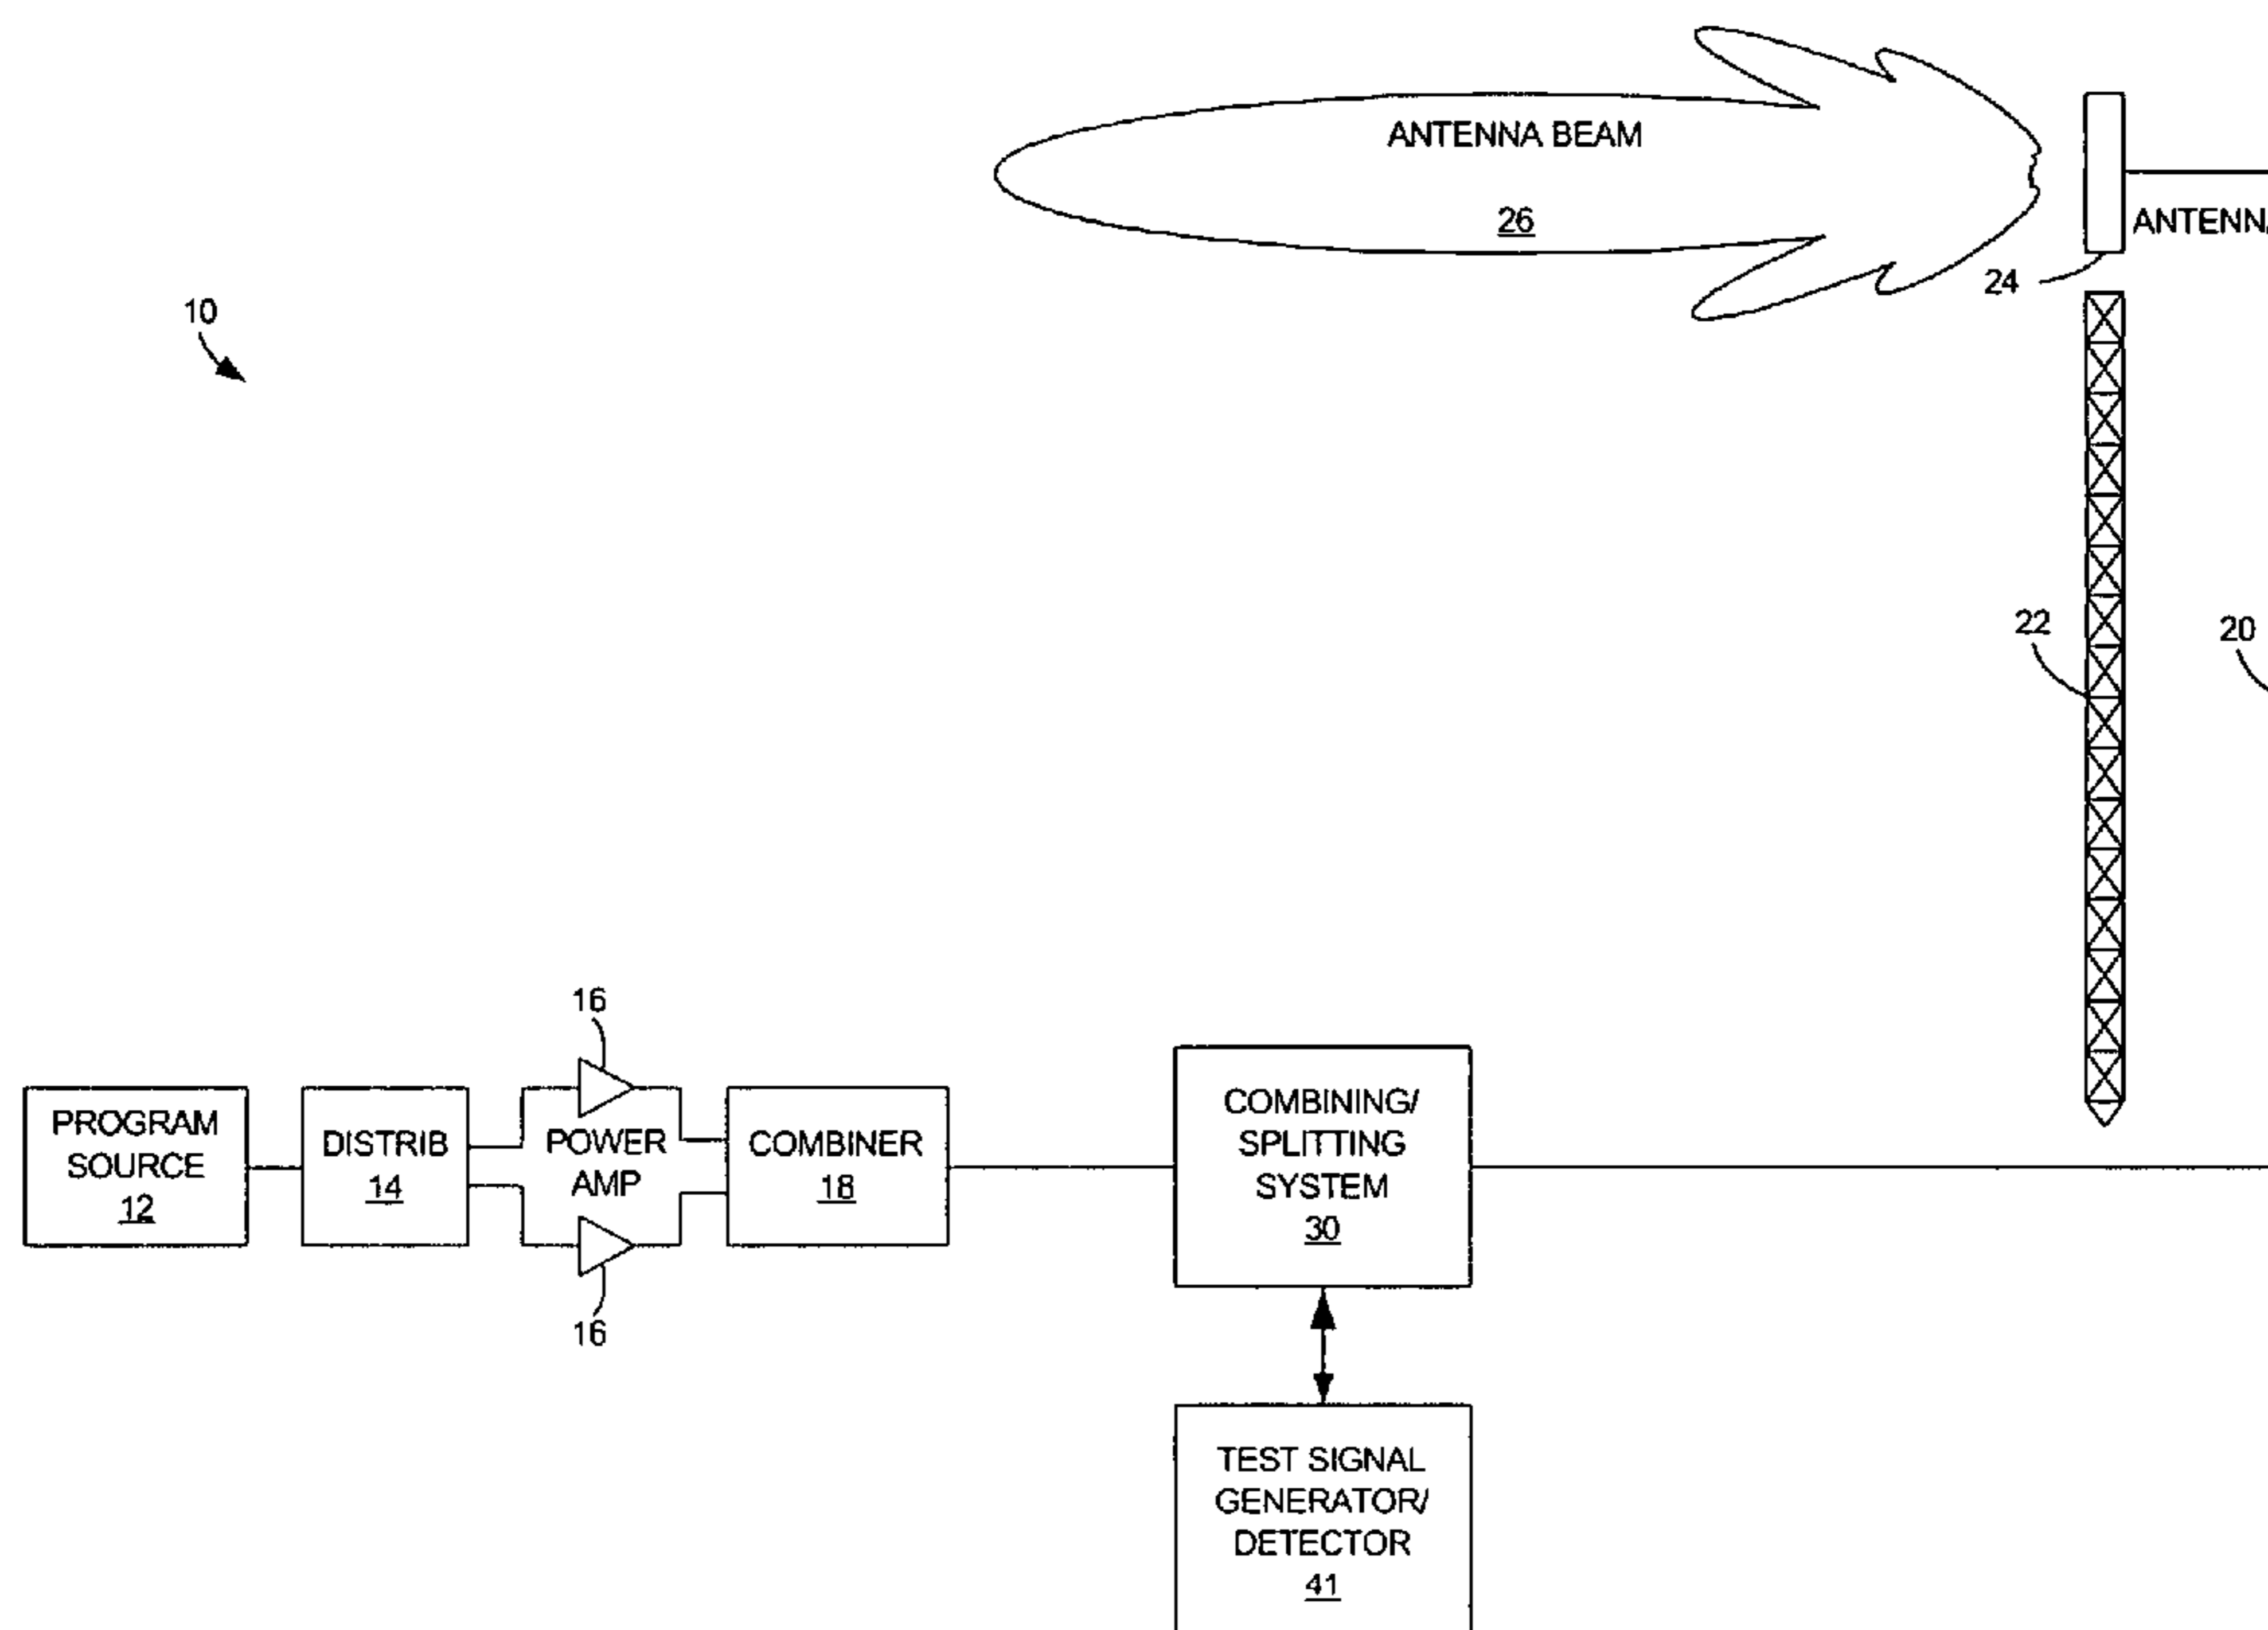 ANTENNA BEAM
26
24
10
22
20
16
PROGRAM
SOURCE
12
DISTRIB
14
POWER
AMP
16
COMBINER
18
COMBINING/
SPLITTING
SYSTEM
30
TEST SIGNAL
GENERATOR/
DETECTOR
41